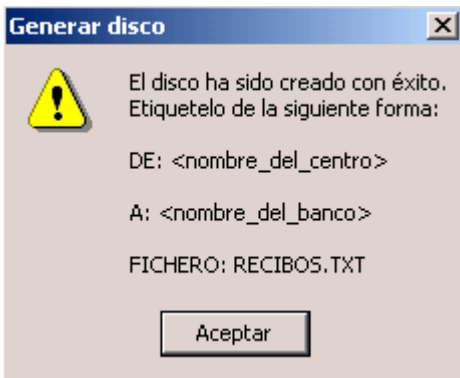 Generar disco
El disco ha sido creado con éxito.
Etiquetelo de la siguiente forma:
DE: <nombre_del_centro>
A: <nombre_del_banco>
FICHERO: RECIBOS.TXT
Aceptar